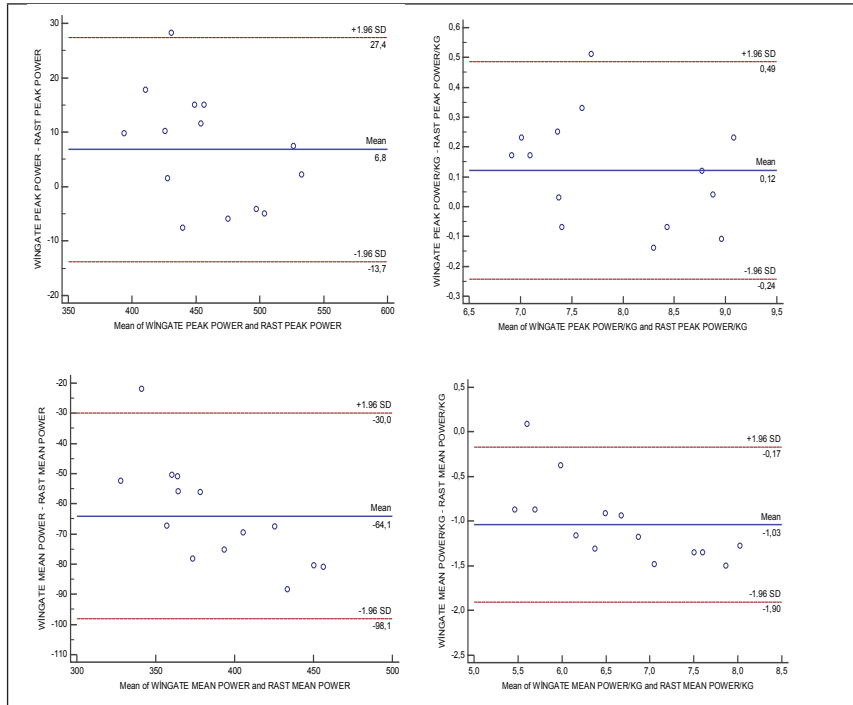 WİNGATE PEAK POWER - RAST PEAK POWER
30
20
10
0
-10
-20
+1.96 SD
27,4
Mean
6,8
-1.96 SD
-13,7
350 400 450 500 550 600
Mean of WİNGATE PEAK POWER and RAST PEAK POWER
WİNGATE PEAK POWER/KG - RAST PEAK POWER/KG
0,6
0,5
0,4
0,3
0,2
0,1
0,0
-0,1
-0,2
-0,3
+1.96 SD
0,49
Mean
0,12
-1.96 SD
-0,24
6,5 7,0 7,5 8,0 8,5 9,0 9,5
Mean of WİNGATE PEAK POWER/KG and RAST PEAK POWER/KG
WİNGATE MEAN POWER - RAST MEAN POWER
-20
-30
-40
-50
-60
-70
-80
-90
-100
-110
+1.96 SD
-30,0
Mean
-64,1
-1.96 SD
-98,1
300 350 400 450 500
Mean of WİNGATE MEAN POWER and RAST MEAN POWER
WİNGATE MEAN POWER/KG - RAST MEAN POWER/KG
0,5
0,0
-0,5
-1,0
-1,5
-2,0
-2,5
+1.96 SD
-0,17
Mean
-1,03
-1.96 SD
-1,90
5,0 5,5 6,0 6,5 7,0 7,5 8,0 8,5
Mean of WİNGATE MEAN POWER/KG and RAST MEAN POWER/KG